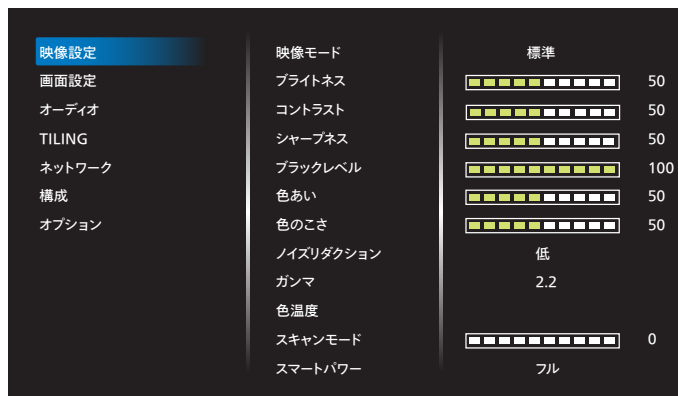 映像設定 映像モード 標準
画面設定 ブライトネス 50
オーディオ コントラスト 50
TILING シャープネス 50
ネットワーク ブラックレベル 100
構成 色あい 50
オプション 色のこさ 50
ノイズリダクション 低
ガンマ 2.2
色温度
スキャンモード 0
スマートパワー フル